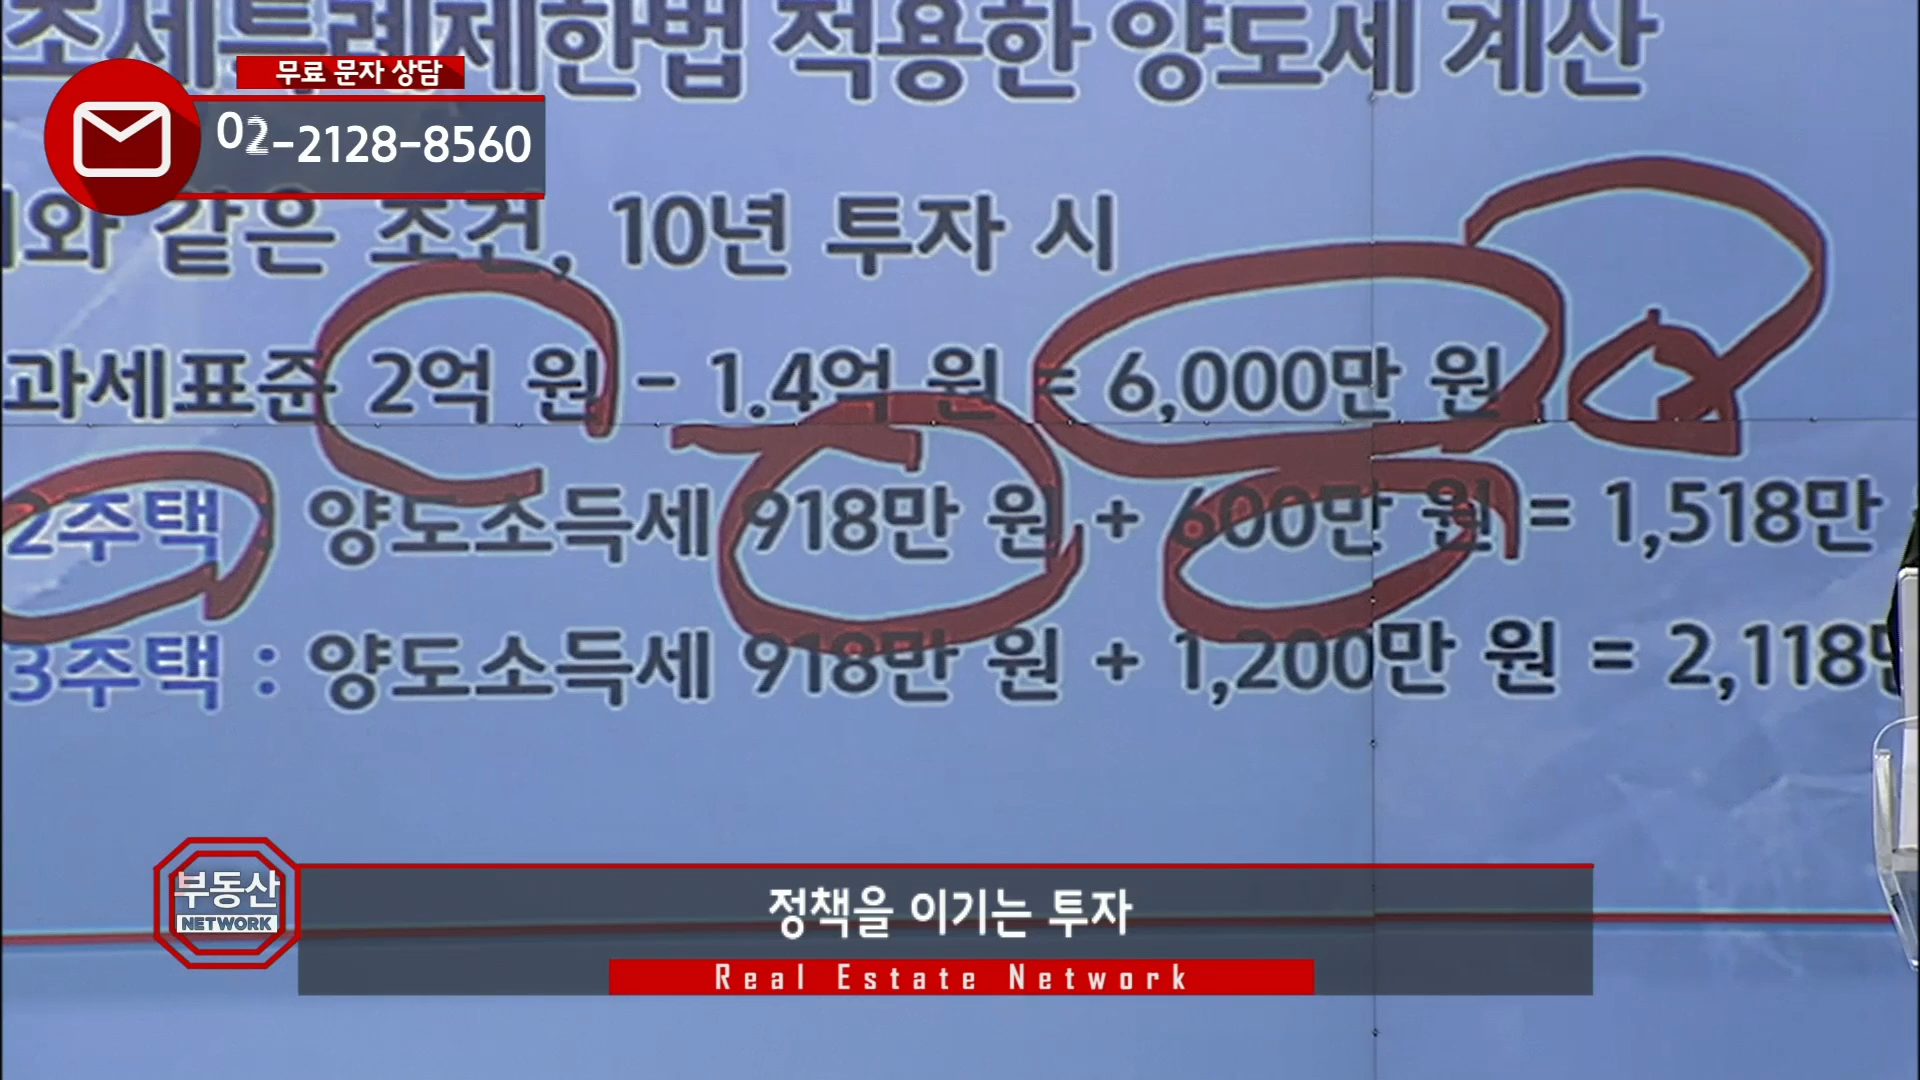 조세특례제한법 적용한 양도세 계산
무료 문자 상담
02-2128-8560
와 같은 조건, 10년 투자 시
과세표준 2억 원 - 1.4억 원 = 6,000만 원
2주택 양도소득세 918만 원 + 600만 원 = 1,518만
3주택 : 양도소득세 918만 원 + 1,200만 원 = 2,118만
부동산
NETWORK
정책을 이기는 투자
Real Estate Network